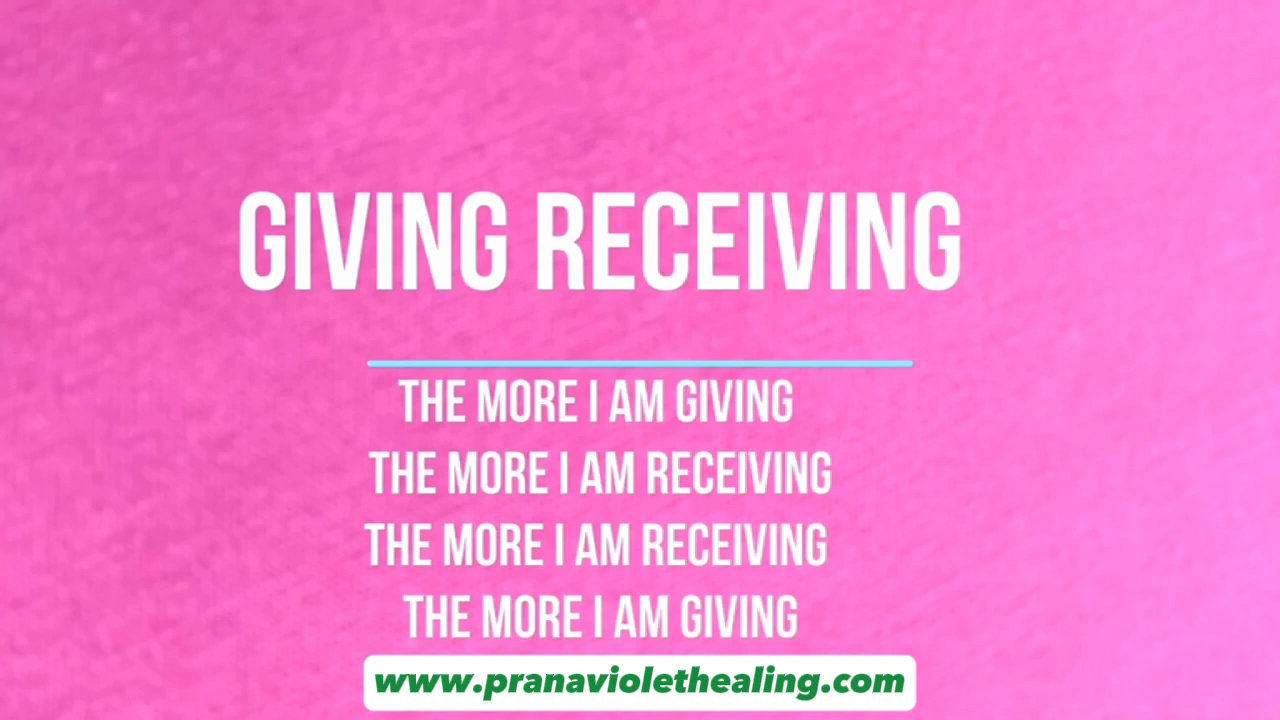 GIVING RECEIVING
THE MORE I AM GIVING
THE MORE I AM RECEIVING
THE MORE I AM RECEIVING
THE MORE I AM GIVING
www.pranaviolethealing.com